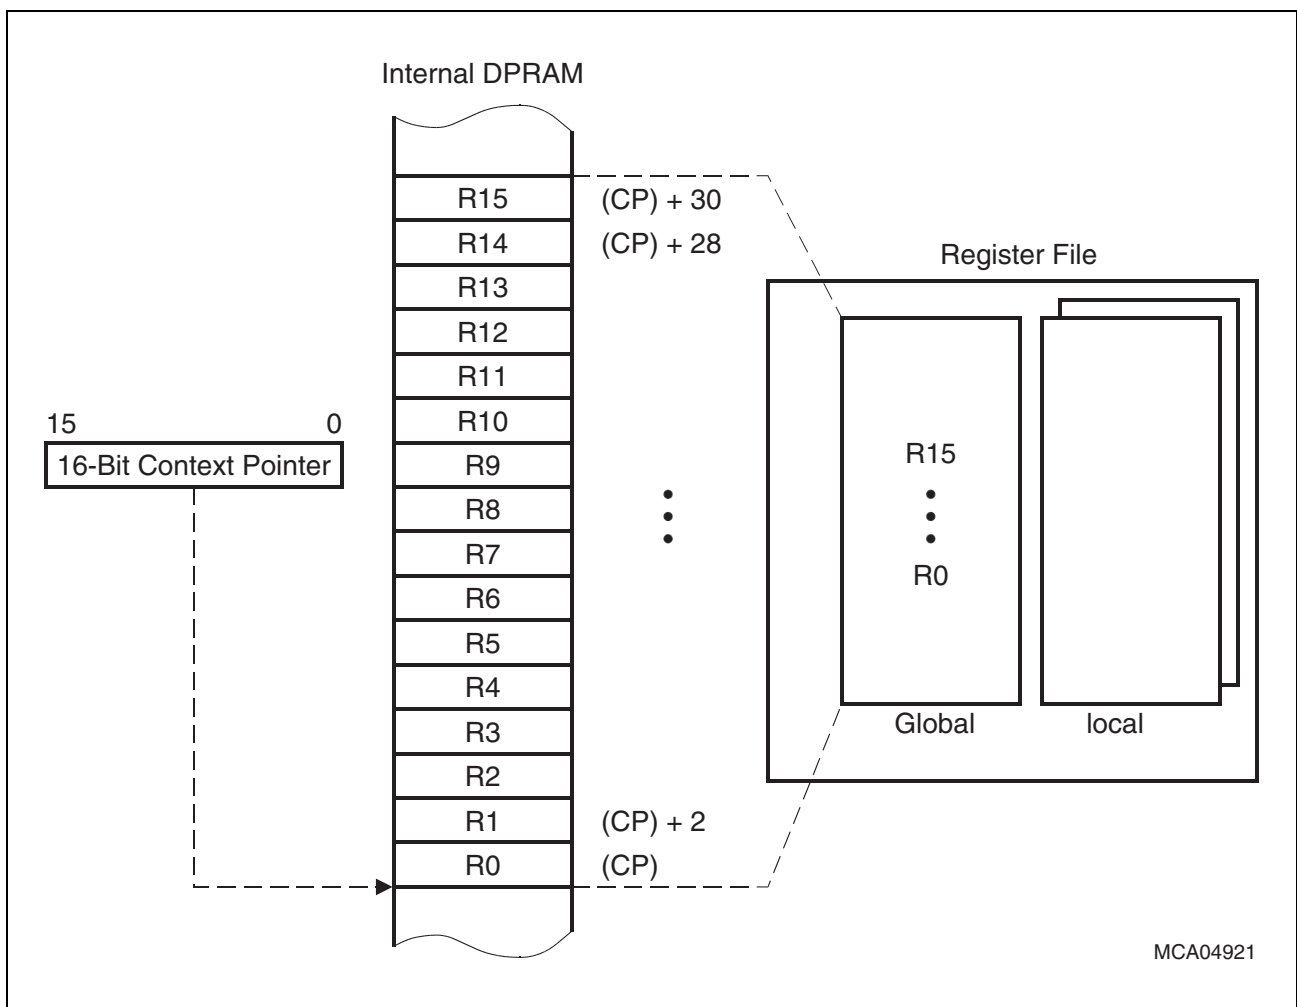 Internal DPRAM
R15 (CP) + 30
R14 (CP) + 28
R13
R12
R11
R10
R9
R8
R7
R6
R5
R4
R3
R2
R1 (CP) + 2
R0 (CP)
15 0
16-Bit Context Pointer
Register File
R15
R0
Global local
MCA04921